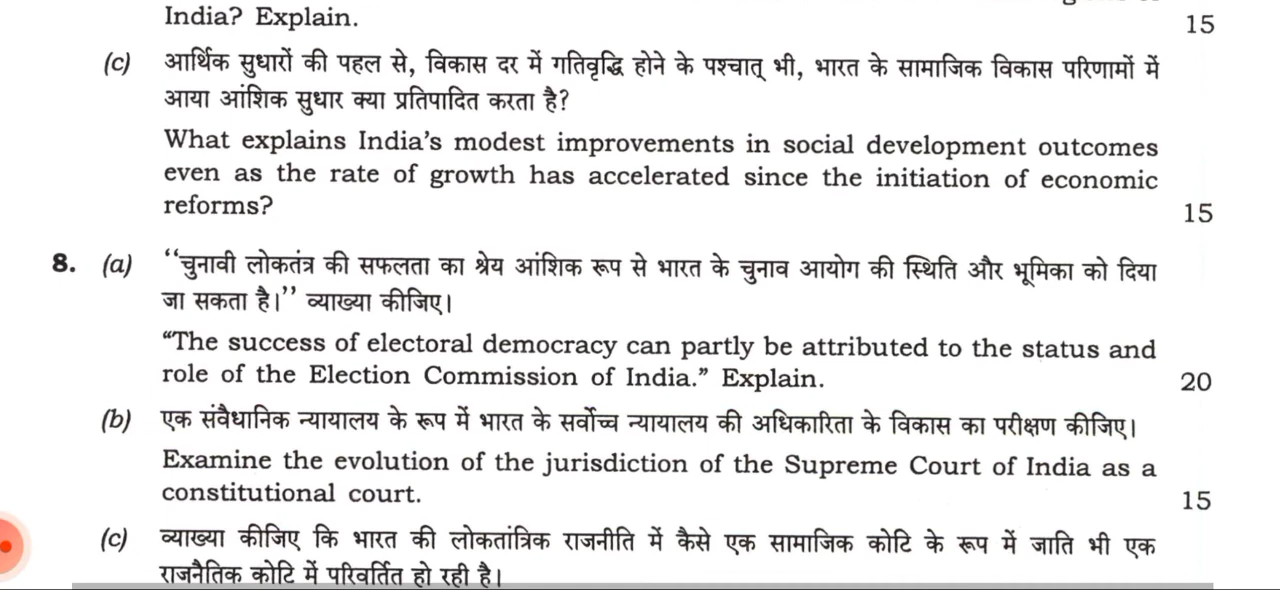 India? Explain. 15
(c) आर्थिक सुधारों की पहल से, विकास दर में गतिवृद्धि होने के पश्चात् भी, भारत के सामाजिक विकास परिणामों में
आया आंशिक सुधार क्या प्रतिपादित करता है?
What explains India’s modest improvements in social development outcomes
even as the rate of growth has accelerated since the initiation of economic
reforms? 15
8. (a) ‘‘चुनावी लोकतंत्र की सफलता का श्रेय आंशिक रूप से भारत के चुनाव आयोग की स्थिति और भूमिका को दिया
जा सकता है।’’ व्याख्या कीजिए।
“The success of electoral democracy can partly be attributed to the status and
role of the Election Commission of India.” Explain. 20
(b) एक संवैधानिक न्यायालय के रूप में भारत के सर्वोच्च न्यायालय की अधिकारिता के विकास का परीक्षण कीजिए।
Examine the evolution of the jurisdiction of the Supreme Court of India as a
constitutional court. 15
(c) व्याख्या कीजिए कि भारत की लोकतांत्रिक राजनीति में कैसे एक सामाजिक कोटि के रूप में जाति भी एक
राजनैतिक कोटि में परिवर्तित हो रही है।